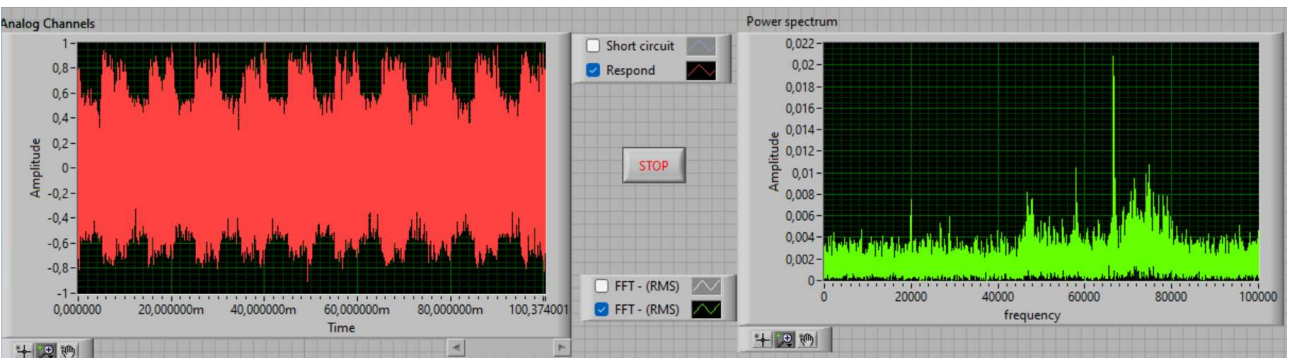 Analog Channels
1
0,8
0,6
0,4
0,2
0
-0,2
-0,4
-0,6
-0,8
-1
Amplitude
0,000000 20,000000m 40,000000m 60,000000m 80,000000m 100,374001
Time
Short circuit
Respond
STOP
FFT - (RMS)
FFT - (RMS)
Power spectrum
0,022
0,02
0,018
0,016
0,014
0,012
0,01
0,008
0,006
0,004
0,002
0
Amplitude
0 20000 40000 60000 80000 100000
frequency